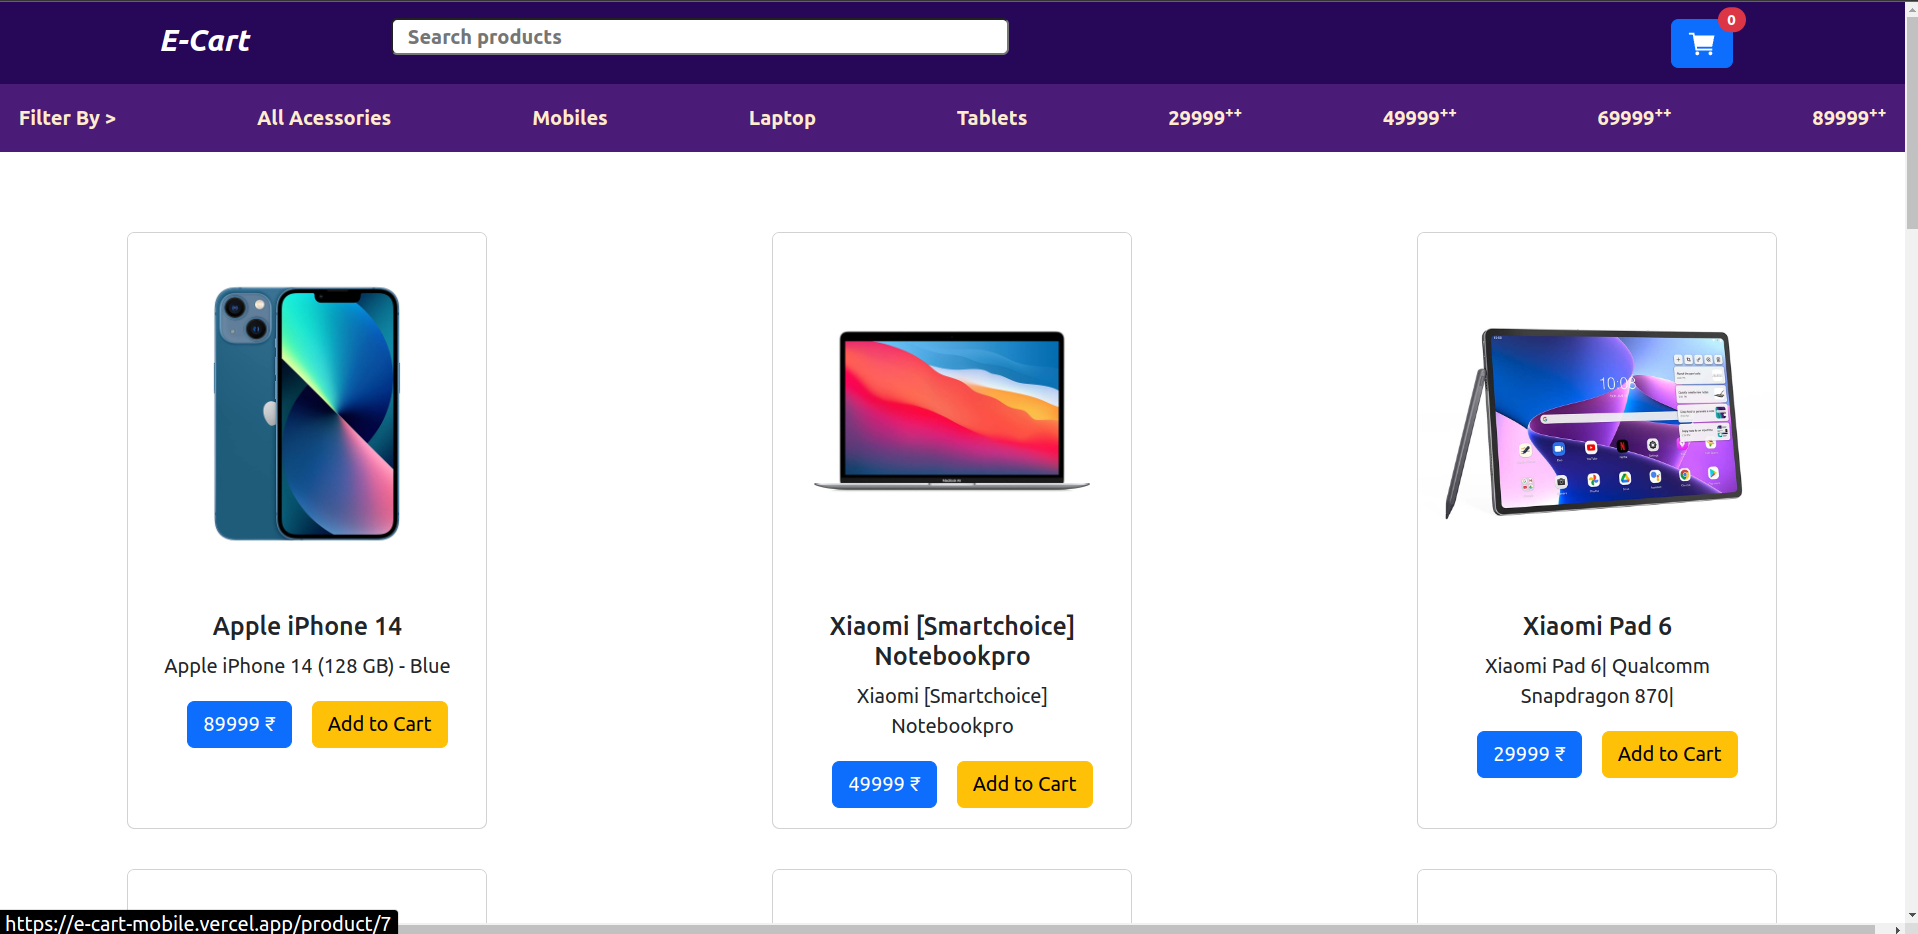 E-Cart
Search products
0
Filter By >
All Acessories
Mobiles
Laptop
Tablets
29999++
49999++
69999++
89999++
10:08
Apple iPhone 14
Apple iPhone 14 (128 GB) - Blue
89999 ₹
Add to Cart
Xiaomi [Smartchoice]
Notebookpro
Xiaomi [Smartchoice]
Notebookpro
49999 ₹
Add to Cart
Xiaomi Pad 6
Xiaomi Pad 6| Qualcomm
Snapdragon 870|
29999 ₹
Add to Cart
https://e-cart-mobile.vercel.app/product/7